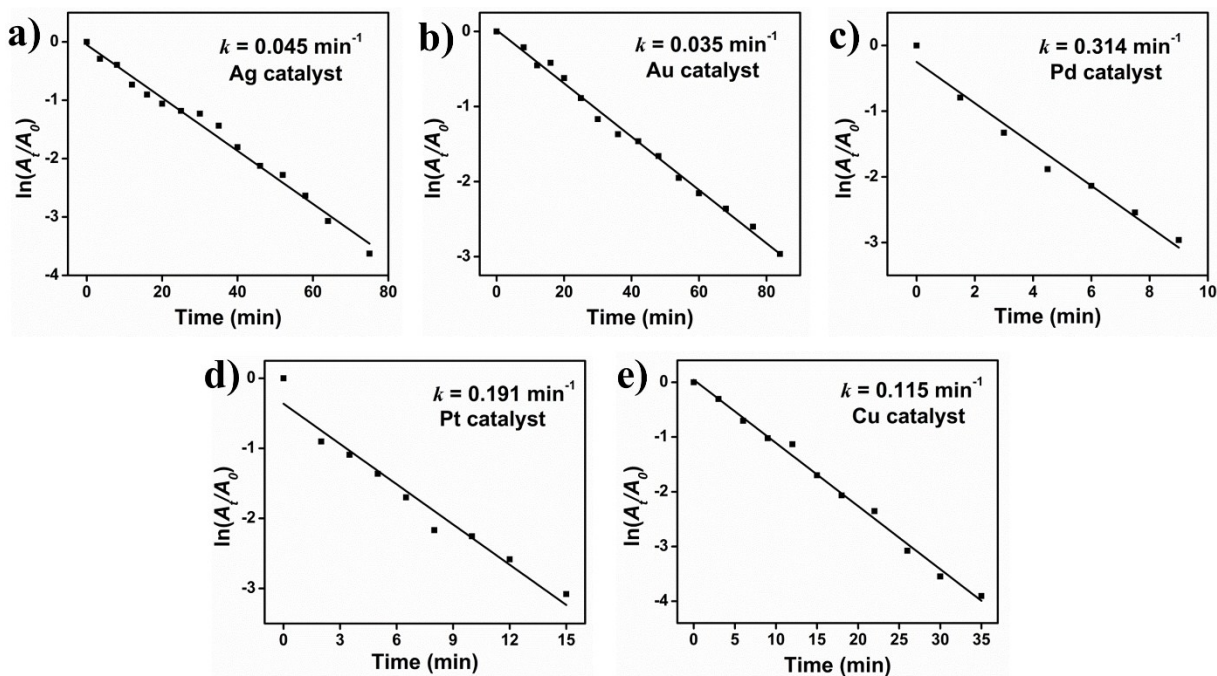 a)
k = 0.045 min⁻¹
Ag catalyst
ln(Aₜ/A₀)
0
-1
-2
-3
-4
0 20 40 60 80
Time (min)
b)
k = 0.035 min⁻¹
Au catalyst
ln(Aₜ/A₀)
0
-1
-2
-3
0 20 40 60 80
Time (min)
c)
k = 0.314 min⁻¹
Pd catalyst
ln(Aₜ/A₀)
0
-1
-2
-3
0 2 4 6 8 10
Time (min)
d)
k = 0.191 min⁻¹
Pt catalyst
ln(Aₜ/A₀)
0
-1
-2
-3
0 3 6 9 12 15
Time (min)
e)
k = 0.115 min⁻¹
Cu catalyst
ln(Aₜ/A₀)
0
-1
-2
-3
-4
0 5 10 15 20 25 30 35
Time (min)